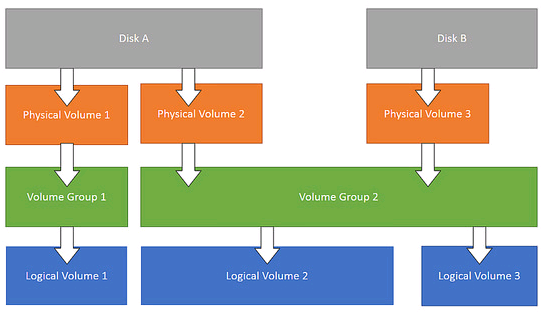 Disk A
Disk B
Physical Volume 1
Physical Volume 2
Physical Volume 3
Volume Group 1
Volume Group 2
Logical Volume 1
Logical Volume 2
Logical Volume 3